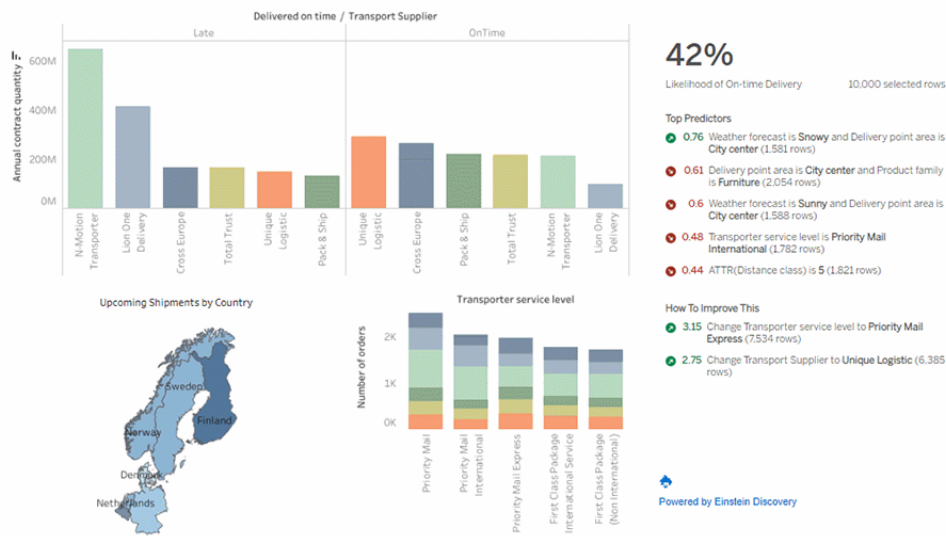 Delivered on time / Transport Supplier
Late
OnTime
Annual contract quantity
600M
400M
200M
0M
N-Motion
Transporter
Lion One
Delivery
Cross Europe
Total Trust
Unique
Logistic
Pack & Ship
Unique
Logistic
Cross Europe
Pack & Ship
Total Trust
N-Motion
Transporter
Lion One
Delivery
42%
Likelihood of On-time Delivery
10,000 selected rows
Top Predictors
0.76 Weather forecast is Snowy and Delivery point area is
City center (1,581 rows)
0.61 Delivery point area is City center and Product family
is Furniture (2,054 rows)
0.6 Weather forecast is Sunny and Delivery point area is
City center (1,588 rows)
0.48 Transporter service level is Priority Mail
International (1,782 rows)
0.44 ATTR(Distance class) is 5 (1,821 rows)
How To Improve This
3.15 Change Transporter service level to Priority Mail
Express (7,534 rows)
2.75 Change Transport Supplier to Unique Logistic (6,385
rows)
Powered by Einstein Discovery
Upcoming Shipments by Country
Sweden
Finland
Norway
Denmark
Netherlands
Transporter service level
Number of orders
2K
1K
0K
Priority Mail
Priority Mail
International
Priority Mail Express
First Class Package
International Service
First Class Package
(Non International)